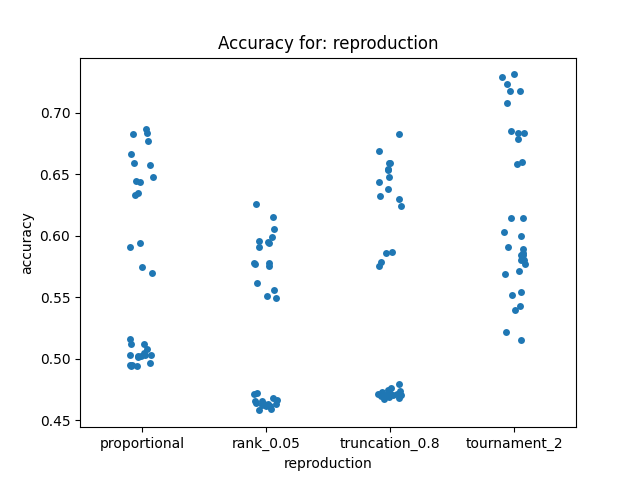 Accuracy for: reproduction
0.70
0.65
0.60
0.55
0.50
0.45
accuracy
proportional
rank_0.05
truncation_0.8
tournament_2
reproduction